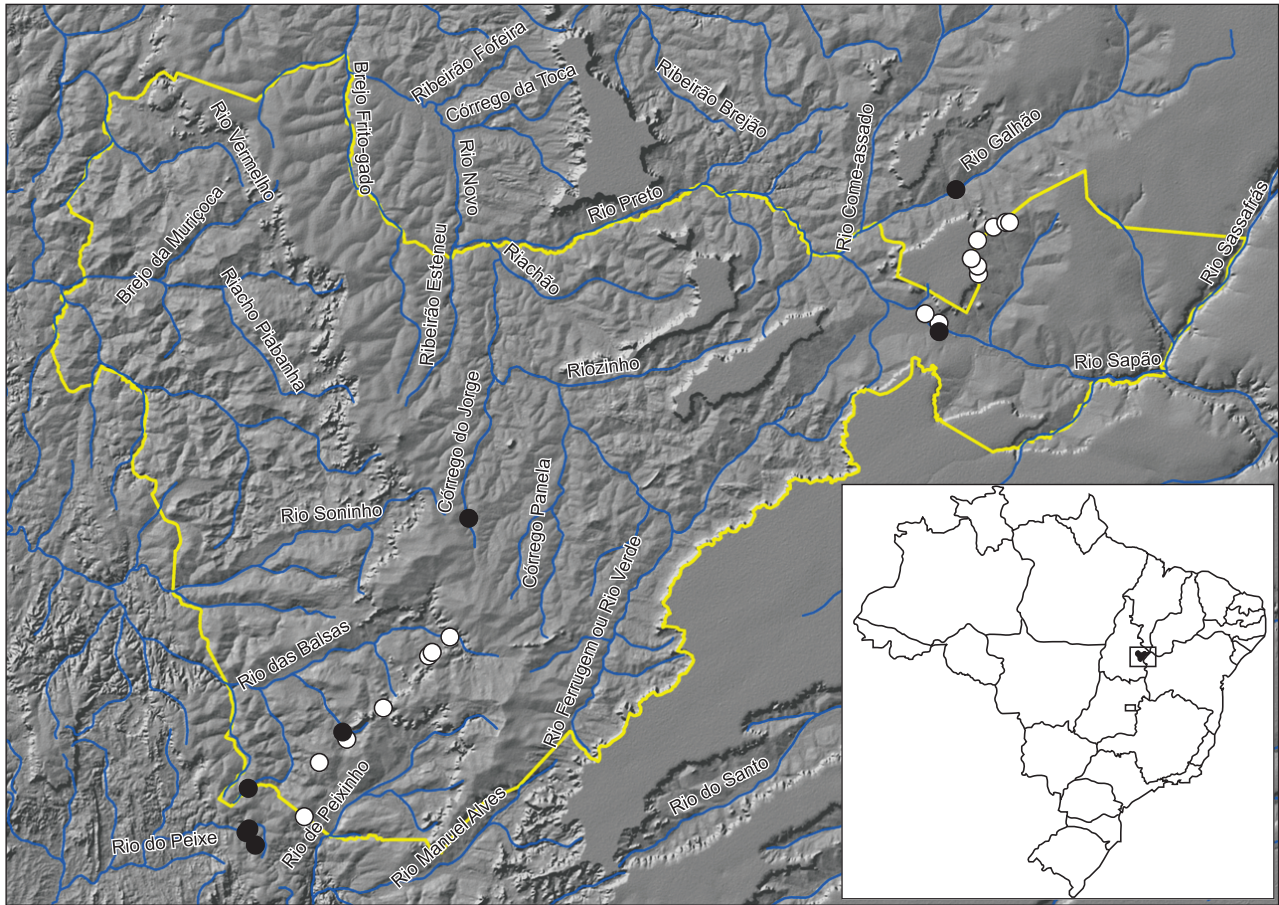 Ribeirão Fofeira
Córrego da Toca
Ribeirão Brejão
Brejo Frito-gado
Rio Vermelho
Rio Novo
Rio Come-assado
Rio Galhão
Brejo da Muriçoca
Rio Preto
Rio Sassafrás
Ribeirão Esteneu
Riachão
Riacho Piabanha
Riozinho
Rio Sapão
Córrego do Jorge
Córrego Panela
Rio Soninho
Rio Ferrugem ou Rio Verde
Rio das Balsas
Rio de Peixinho
Rio do Santo
Rio Manuel Alves
Rio do Peixe